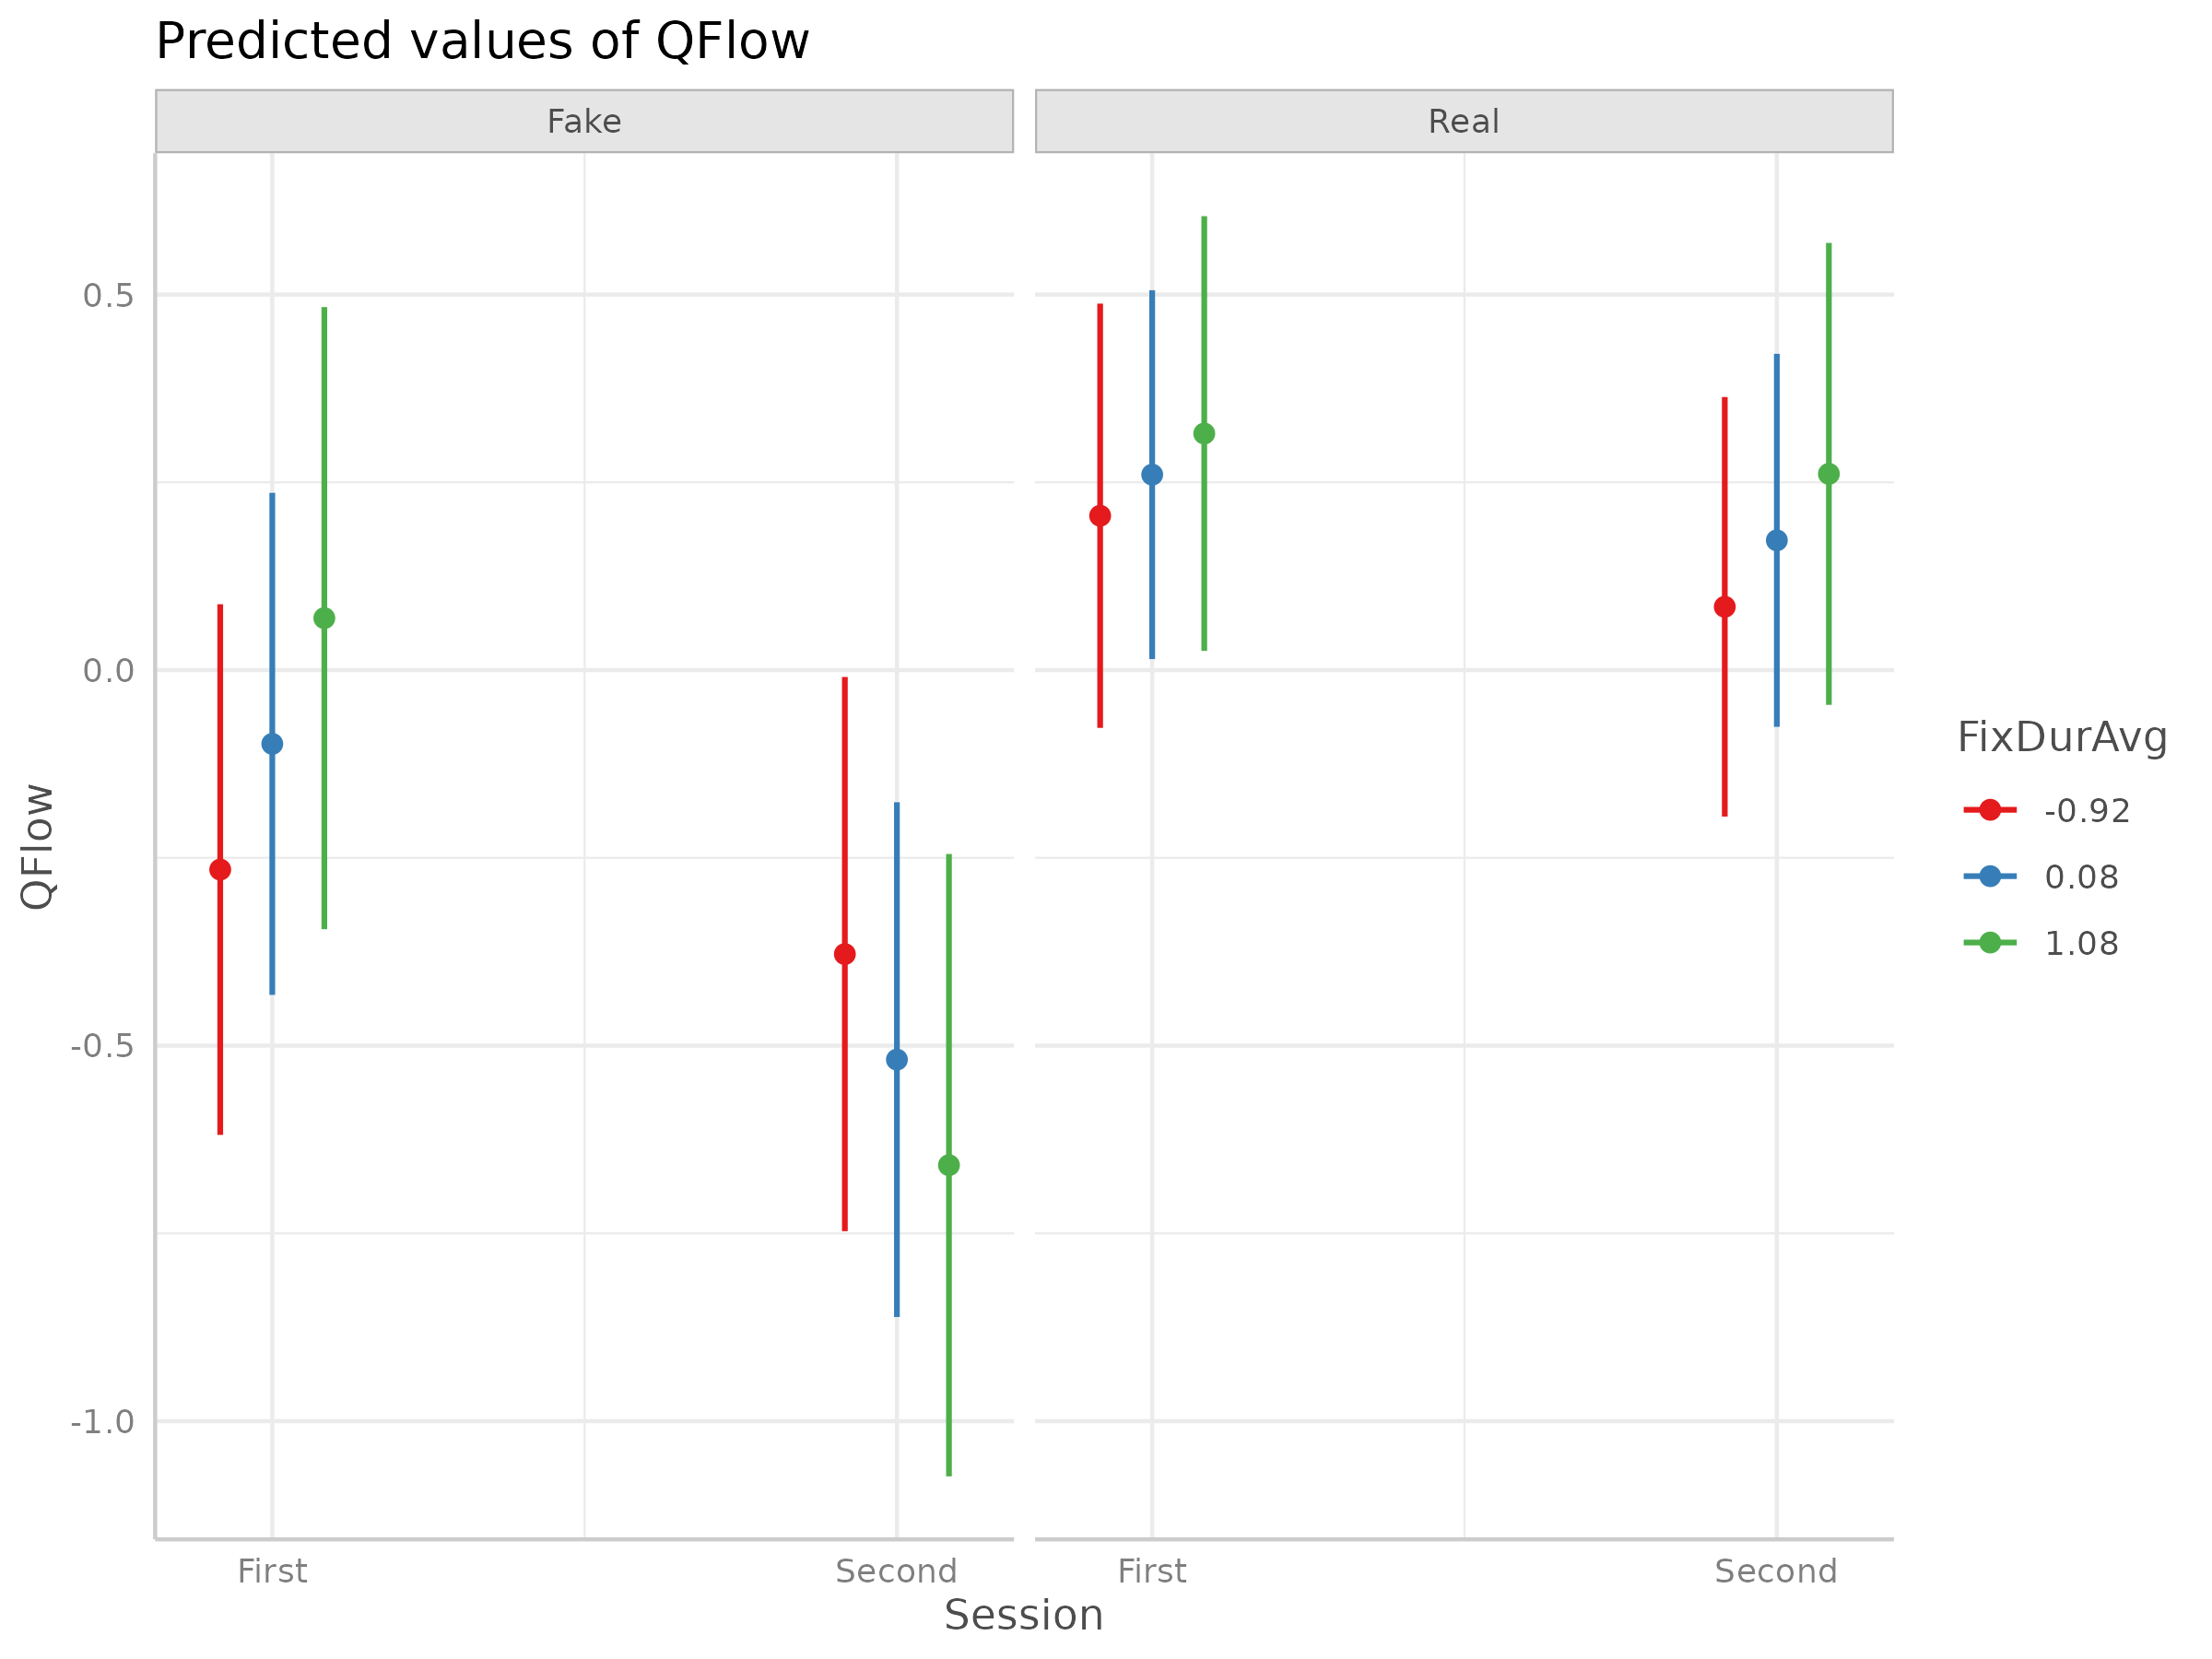 Predicted values of QFlow
Fake
Real
0.5
0.0
-0.5
-1.0
QFlow
First
Second
First
Second
Session
FixDurAvg
-0.92
0.08
1.08